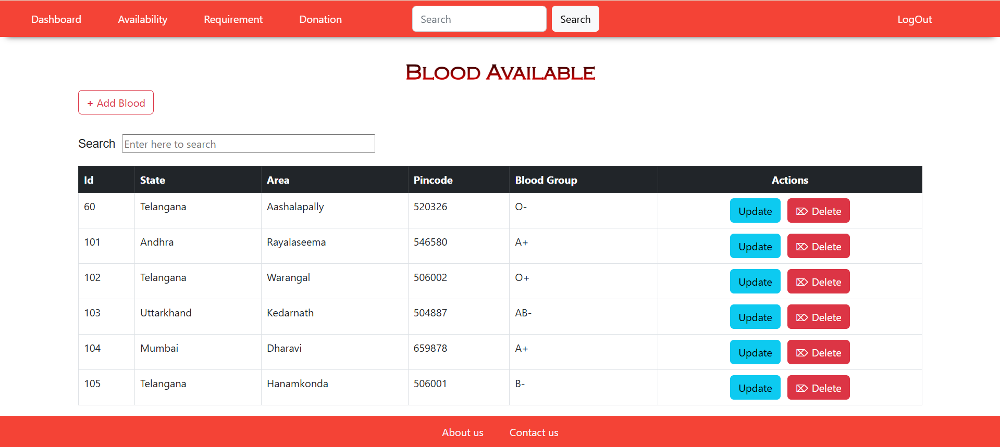 Dashboard Availability Requirement Donation Search Search LogOut
Blood Available
+ Add Blood
Search Enter here to search
Id State Area Pincode Blood Group Actions
60 Telangana Aashalapally 520326 O- Update ⌦ Delete
101 Andhra Rayalaseema 546580 A+ Update ⌦ Delete
102 Telangana Warangal 506002 O+ Update ⌦ Delete
103 Uttarkhand Kedarnath 504887 AB- Update ⌦ Delete
104 Mumbai Dharavi 659878 A+ Update ⌦ Delete
105 Telangana Hanamkonda 506001 B- Update ⌦ Delete
About us Contact us